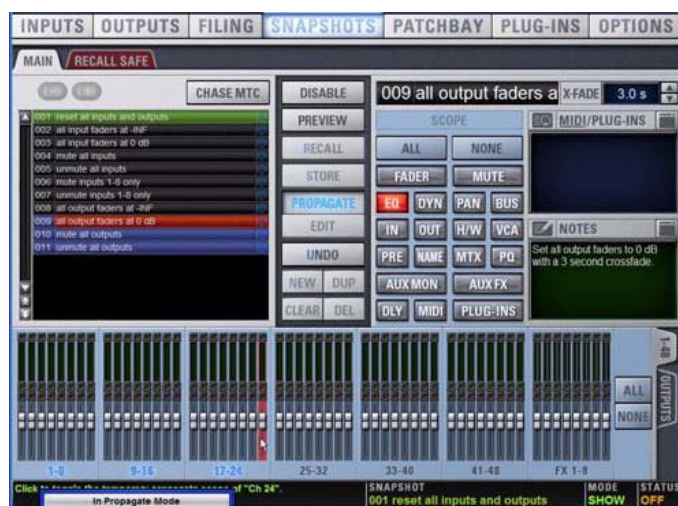 INPUTS OUTPUTS FILING SNAPSHOTS PATCHBAY PLUG-INS OPTIONS
MAIN RECALL SAFE
CHASE MTC
001 reset all inputs and outputs
002 all input faders at -INF
003 all input faders at 0 dB
004 mute all inputs
005 unmute all inputs
006 mute inputs 1-8 only
007 unmute inputs 1-8 only
008 all output faders at -INF
009 all output faders at 0 dB
010 mute all outputs
011 unmute all outputs
DISABLE
PREVIEW
RECALL
STORE
PROPAGATE
EDIT
UNDO
NEW DUP
CLEAR DEL
009 all output faders a X-FADE 3.0 s
SCOPE
ALL NONE
FADER MUTE
EQ DYN PAN BUS
IN OUT H/W VCA
PRE NAME MTX PQ
AUX MON AUX FX
DLY MIDI PLUG-INS
MIDI/PLUG-INS
NOTES
Set all output faders to 0 dB
with a 3 second crossfade.
1-48
OUTPUTS
ALL
NONE
1-8 9-16 17-24 25-32 33-40 41-48 FX 1-8
Click to toggle the temporary propagate scope of "Ch 24".
In Propagate Mode
SNAPSHOT
001 reset all inputs and outputs
MODE
SHOW
STATUS
OFF